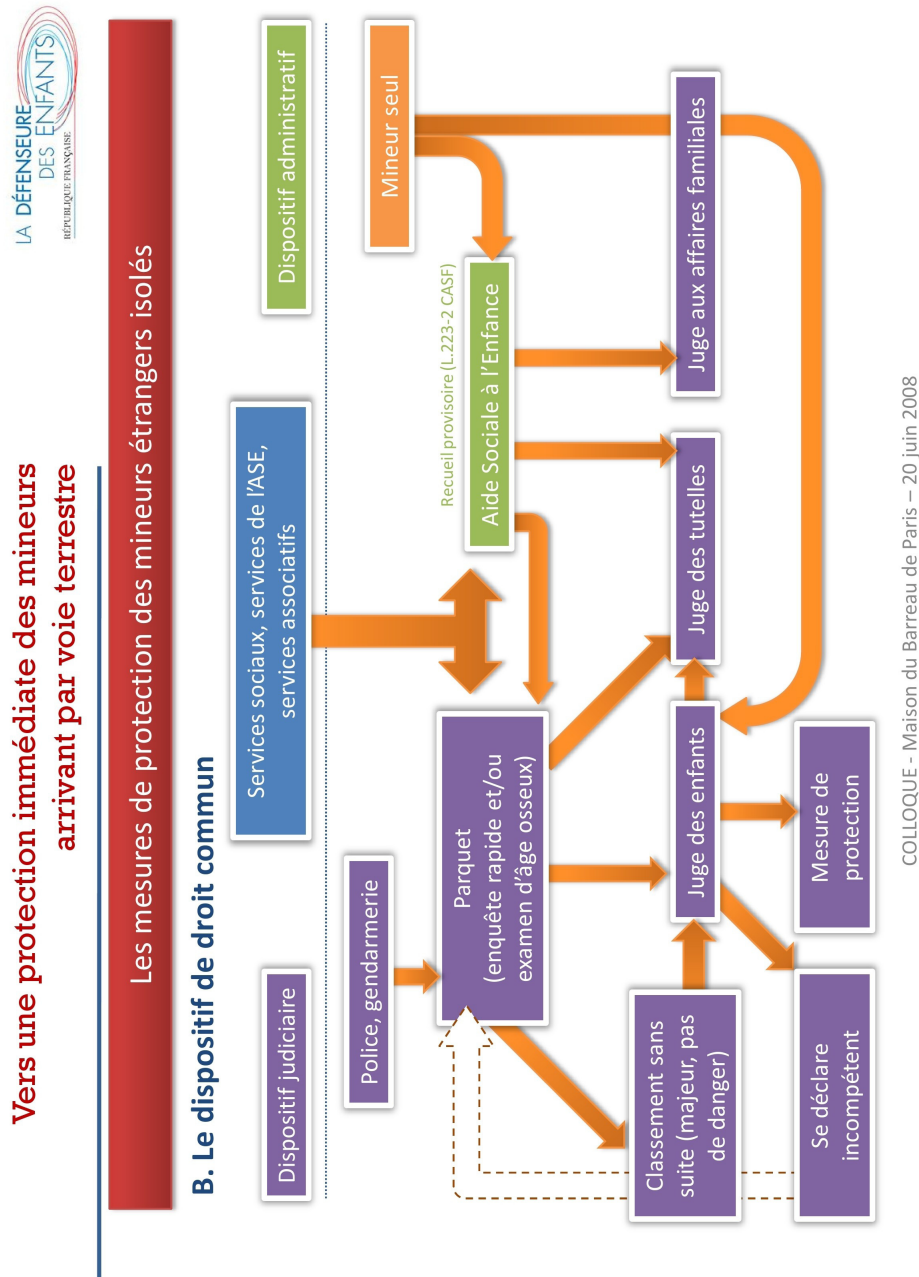 Vers une protection immédiate des mineurs
arrivant par voie terrestre
LA DÉFENSEURE
DES ENFANTS
RÉPUBLIQUE FRANÇAISE
Les mesures de protection des mineurs étrangers isolés
B. Le dispositif de droit commun
Dispositif judiciaire
Services sociaux, services de l’ASE,
services associatifs
Dispositif administratif
Police, gendarmerie
Mineur seul
Parquet
(enquête rapide et/ou
examen d’âge osseux)
Recueil provisoire (L.223-2 CASF)
Aide Sociale à l’Enfance
Classement sans
suite (majeur, pas
de danger)
Juge des enfants
Juge des tutelles
Juge aux affaires familiales
Se déclare
incompétent
Mesure de
protection
COLLOQUE - Maison du Barreau de Paris – 20 juin 2008